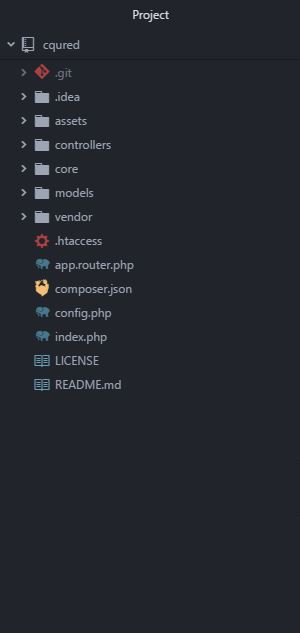 Project
cqured
.git
.idea
assets
controllers
core
models
vendor
.htaccess
app.router.php
composer.json
config.php
index.php
LICENSE
README.md